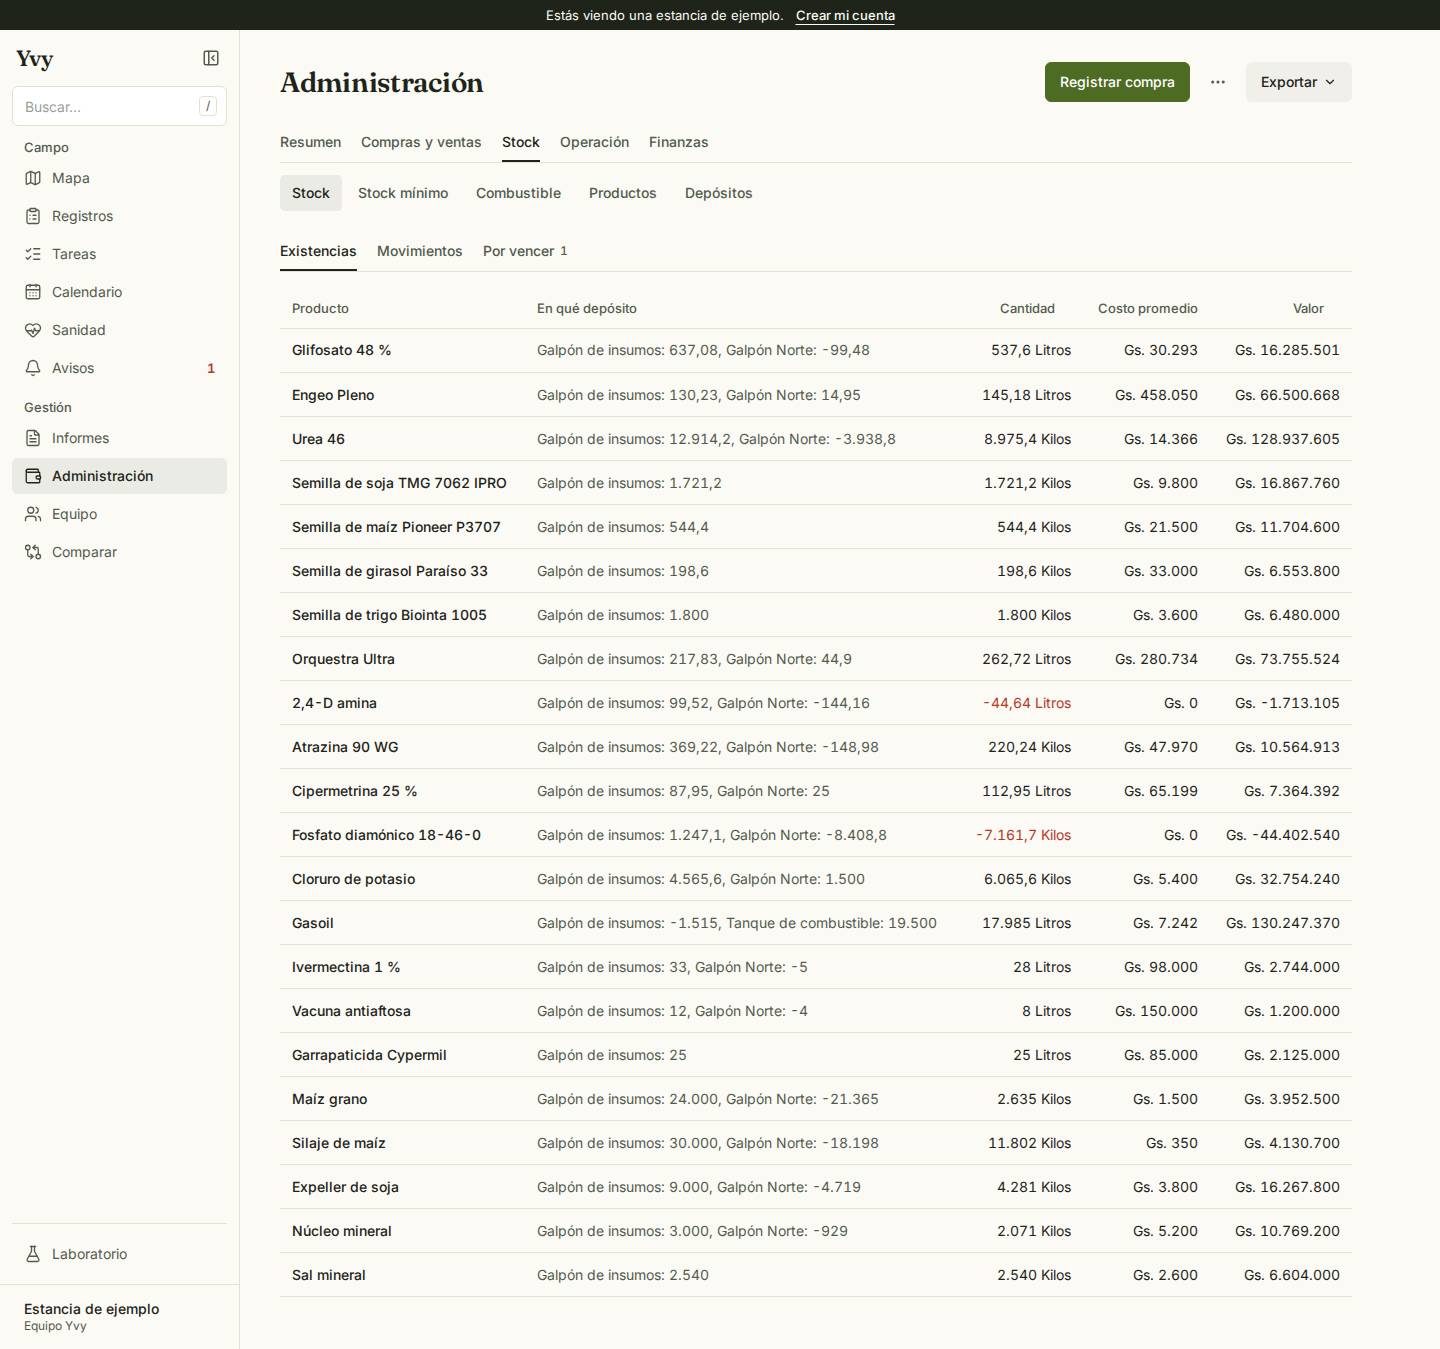 Estás viendo una estancia de ejemplo. Crear mi cuenta
Yvy
Buscar... /
Campo
Mapa
Registros
Tareas
Calendario
Sanidad
Avisos 1
Gestión
Informes
Administración
Equipo
Comparar
Laboratorio
Estancia de ejemplo
Equipo Yvy
Administración
Registrar compra ··· Exportar
Resumen Compras y ventas Stock Operación Finanzas
Stock Stock mínimo Combustible Productos Depósitos
Existencias Movimientos Por vencer 1
Producto En qué depósito Cantidad Costo promedio Valor
Glifosato 48 % Galpón de insumos: 637,08, Galpón Norte: -99,48 537,6 Litros Gs. 30.293 Gs. 16.285.501
Engeo Pleno Galpón de insumos: 130,23, Galpón Norte: 14,95 145,18 Litros Gs. 458.050 Gs. 66.500.668
Urea 46 Galpón de insumos: 12.914,2, Galpón Norte: -3.938,8 8.975,4 Kilos Gs. 14.366 Gs. 128.937.605
Semilla de soja TMG 7062 IPRO Galpón de insumos: 1.721,2 1.721,2 Kilos Gs. 9.800 Gs. 16.867.760
Semilla de maíz Pioneer P3707 Galpón de insumos: 544,4 544,4 Kilos Gs. 21.500 Gs. 11.704.600
Semilla de girasol Paraíso 33 Galpón de insumos: 198,6 198,6 Kilos Gs. 33.000 Gs. 6.553.800
Semilla de trigo Biointa 1005 Galpón de insumos: 1.800 1.800 Kilos Gs. 3.600 Gs. 6.480.000
Orquestra Ultra Galpón de insumos: 217,83, Galpón Norte: 44,9 262,72 Litros Gs. 280.734 Gs. 73.755.524
2,4-D amina Galpón de insumos: 99,52, Galpón Norte: -144,16 -44,64 Litros Gs. 0 Gs. -1.713.105
Atrazina 90 WG Galpón de insumos: 369,22, Galpón Norte: -148,98 220,24 Kilos Gs. 47.970 Gs. 10.564.913
Cipermetrina 25 % Galpón de insumos: 87,95, Galpón Norte: 25 112,95 Litros Gs. 65.199 Gs. 7.364.392
Fosfato diamónico 18-46-0 Galpón de insumos: 1.247,1, Galpón Norte: -8.408,8 -7.161,7 Kilos Gs. 0 Gs. -44.402.540
Cloruro de potasio Galpón de insumos: 4.565,6, Galpón Norte: 1.500 6.065,6 Kilos Gs. 5.400 Gs. 32.754.240
Gasoil Galpón de insumos: -1.515, Tanque de combustible: 19.500 17.985 Litros Gs. 7.242 Gs. 130.247.370
Ivermectina 1 % Galpón de insumos: 33, Galpón Norte: -5 28 Litros Gs. 98.000 Gs. 2.744.000
Vacuna antiaftosa Galpón de insumos: 12, Galpón Norte: -4 8 Litros Gs. 150.000 Gs. 1.200.000
Garrapaticida Cypermil Galpón de insumos: 25 25 Litros Gs. 85.000 Gs. 2.125.000
Maíz grano Galpón de insumos: 24.000, Galpón Norte: -21.365 2.635 Kilos Gs. 1.500 Gs. 3.952.500
Silaje de maíz Galpón de insumos: 30.000, Galpón Norte: -18.198 11.802 Kilos Gs. 350 Gs. 4.130.700
Expeller de soja Galpón de insumos: 9.000, Galpón Norte: -4.719 4.281 Kilos Gs. 3.800 Gs. 16.267.800
Núcleo mineral Galpón de insumos: 3.000, Galpón Norte: -929 2.071 Kilos Gs. 5.200 Gs. 10.769.200
Sal mineral Galpón de insumos: 2.540 2.540 Kilos Gs. 2.600 Gs. 6.604.000